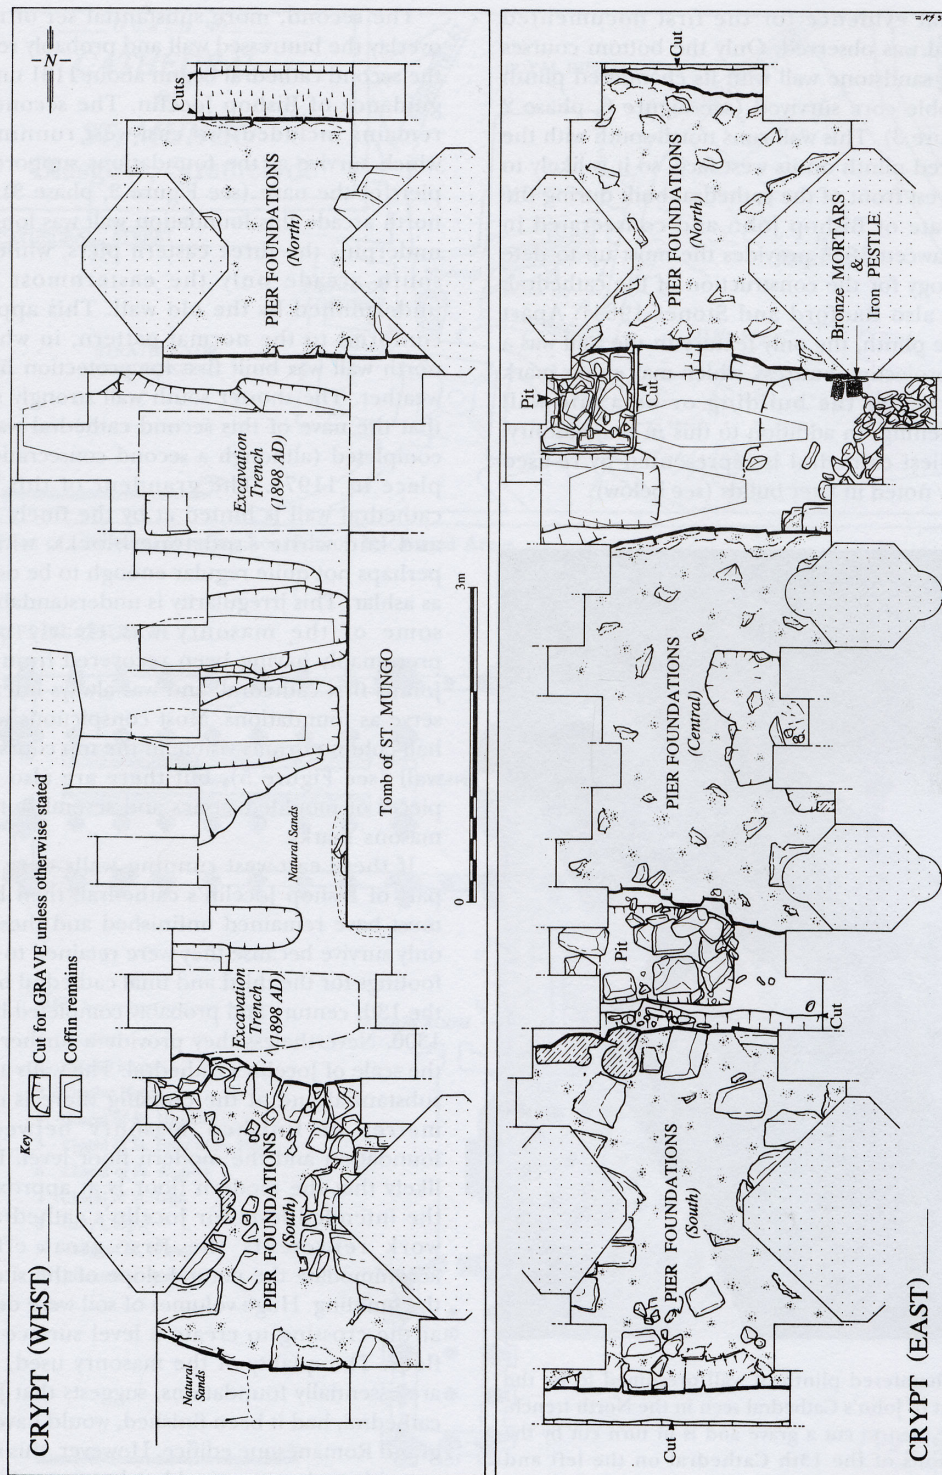 CRYPT (WEST)
Key
Cut for GRAVE unless otherwise stated
Coffin remains
N
Natural
Sands
PIER FOUNDATIONS
(South)
Excavation
Trench
(1898 AD)
Natural Sands
Tomb of ST. MUNGO
0
3m
Excavation
Trench
(1898 AD)
PIER FOUNDATIONS
(North)
Cuts
CRYPT (EAST)
Cut
PIER FOUNDATIONS
(South)
Pit
Cut
PIER FOUNDATIONS
(Central)
Pit
Cut
Bronze MORTARS
&
Iron PESTLE
PIER FOUNDATIONS
(North)
Cut